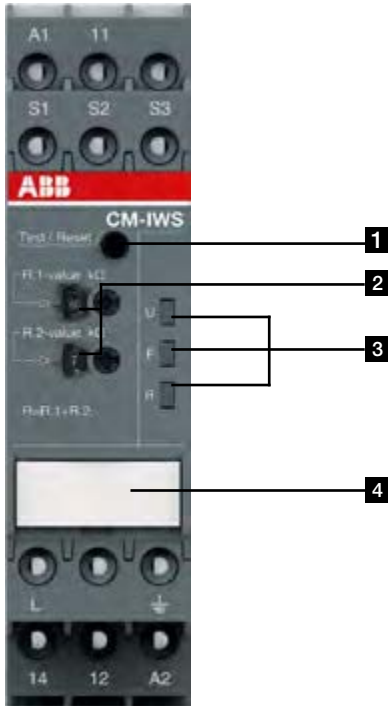 A1 11
S1 S2 S3
ABB
CM-IWS
Test / Reset
1
R.1-value kΩ
2
U
R.2-value kΩ
F
3
R
R=R.1+R.2
4
L ⏚
14 12 A2